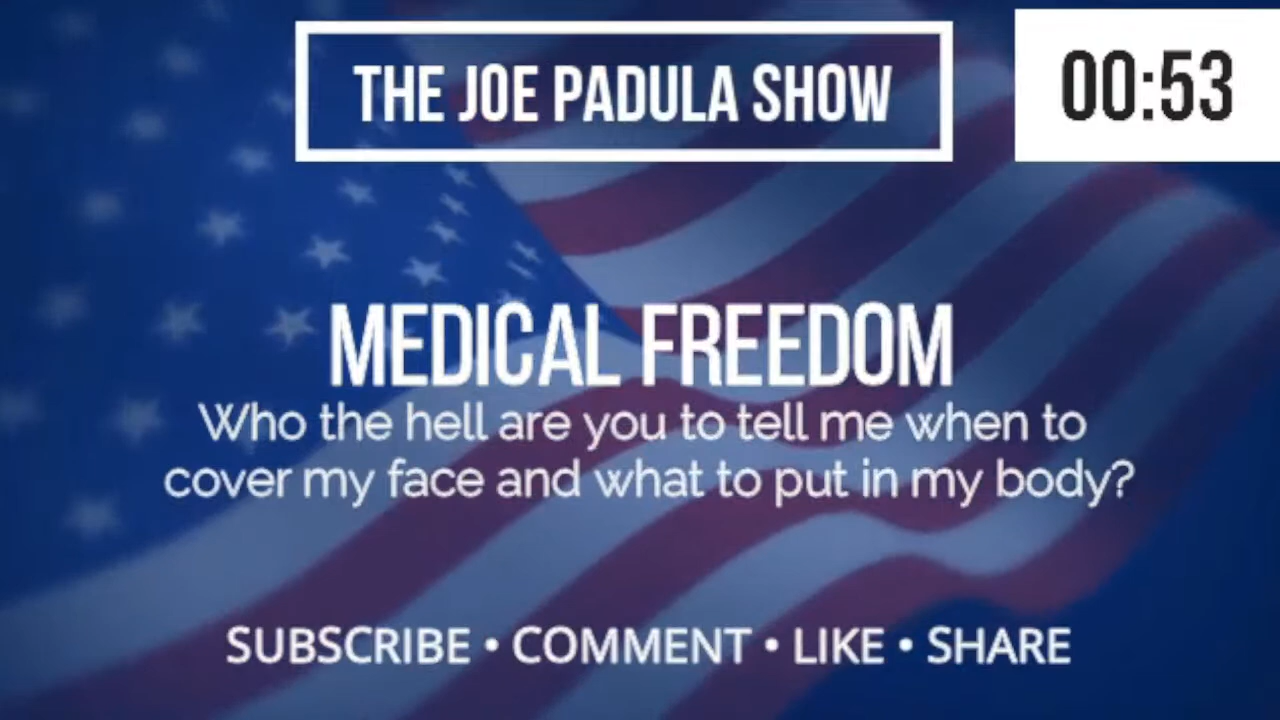 THE JOE PADULA SHOW
00:53
MEDICAL FREEDOM
Who the hell are you to tell me when to
cover my face and what to put in my body?
SUBSCRIBE • COMMENT • LIKE • SHARE